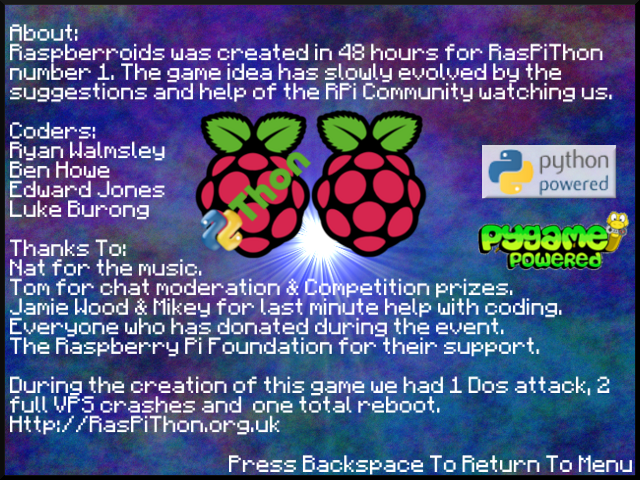 About:
Raspberroids was created in 48 hours for RasPiThon
number 1. The game idea has slowly evolved by the
suggestions and help of the RPi Community watching us.
Coders:
Ryan Walmsley
Ben Howe
Edward Jones
Luke Burong
Thon
python
powered
pygame
POWERED
Thanks To:
Nat for the music.
Tom for chat moderation & Competition prizes.
Jamie Wood & Mikey for last minute help with coding.
Everyone who has donated during the event.
The Raspberry Pi Foundation for their support.
During the creation of this game we had 1 Dos attack, 2
full VPS crashes and  one total reboot.
Http://RasPiThon.org.uk
Press Backspace To Return To Menu